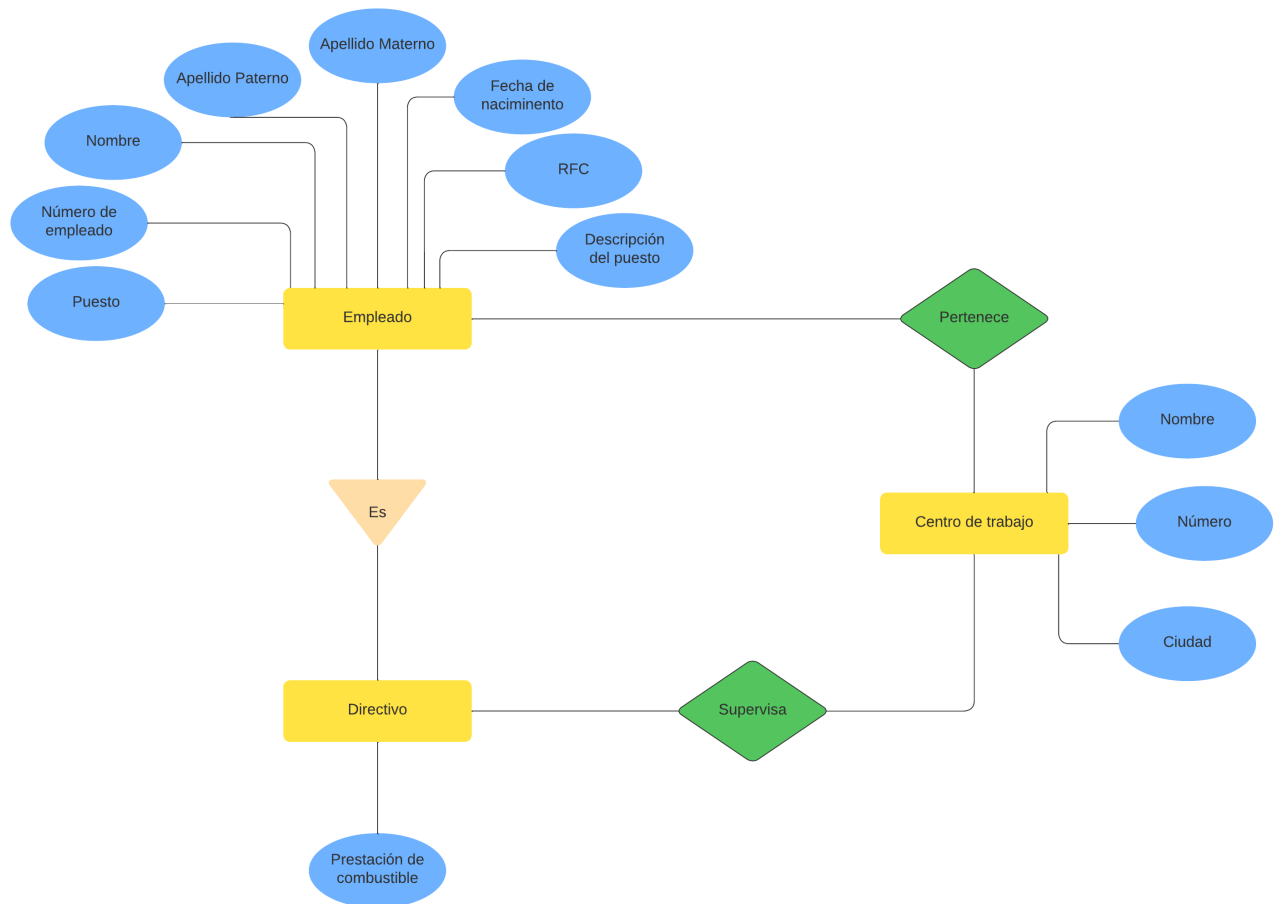 Apellido Materno
Apellido Paterno
Fecha de
naciminento
Nombre
RFC
Número de
empleado
Descripción
del puesto
Puesto
Empleado
Pertenece
Nombre
Es
Centro de trabajo
Número
Ciudad
Directivo
Supervisa
Prestación de
combustible